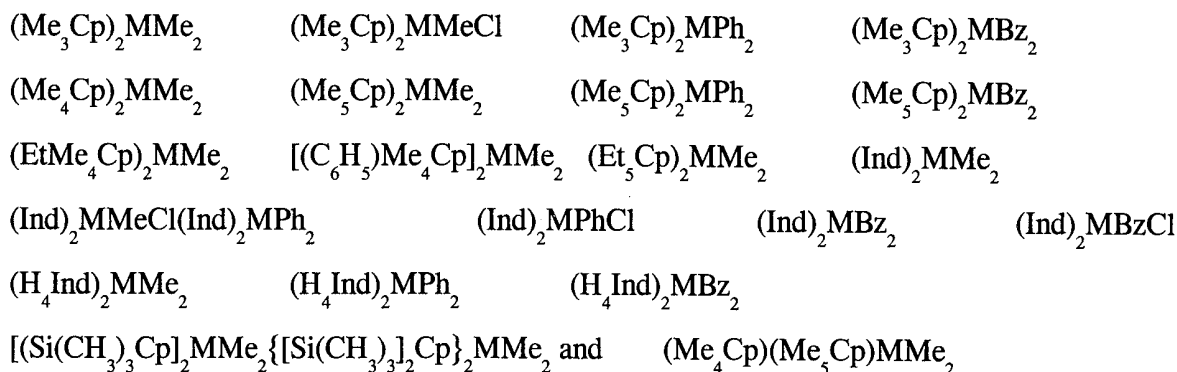 (Me₃Cp)₂MMe₂ (Me₃Cp)₂MMeCl (Me₃Cp)₂MPh₂ (Me₃Cp)₂MBz₂
(Me₄Cp)₂MMe₂ (Me₅Cp)₂MMe₂ (Me₅Cp)₂MPh₂ (Me₅Cp)₂MBz₂
(EtMe₄Cp)₂MMe₂ [(C₆H₅)Me₄Cp]₂MMe₂ (Et₅Cp)₂MMe₂ (Ind)₂MMe₂
(Ind)₂MMeCl(Ind)₂MPh₂ (Ind)₂MPhCl (Ind)₂MBz₂ (Ind)₂MBzCl
(H₄Ind)₂MMe₂ (H₄Ind)₂MPh₂ (H₄Ind)₂MBz₂
[(Si(CH₃)₃Cp]₂MMe₂{[Si(CH₃)₃]₂Cp}₂MMe₂ and (Me₄Cp)(Me₅Cp)MMe₂